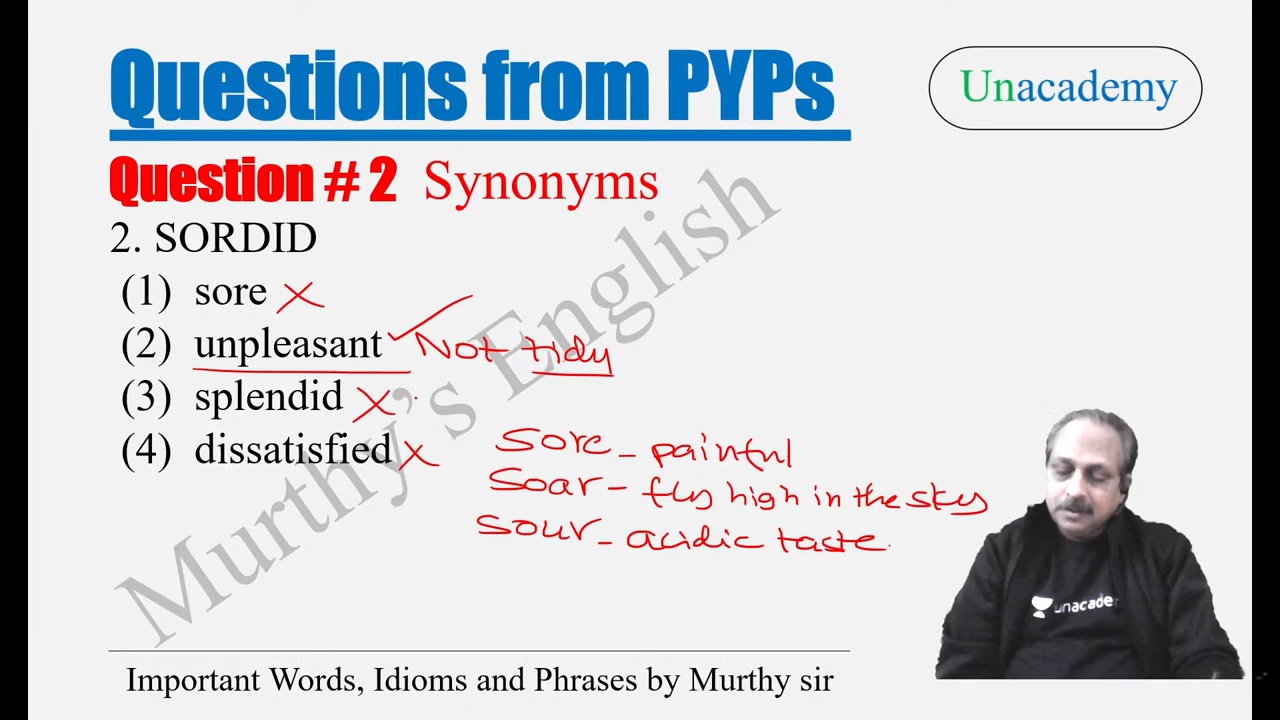 Questions from PYPs
Unacademy
Question # 2 Synonyms
2. SORDID
(1) sore X
(2) unpleasant ✓ Not tidy
(3) splendid X
(4) dissatisfied X
Sore - painful
Soar - fly high in the sky
Sour - acidic taste
Murthy's English
unacade
Important Words, Idioms and Phrases by Murthy sir